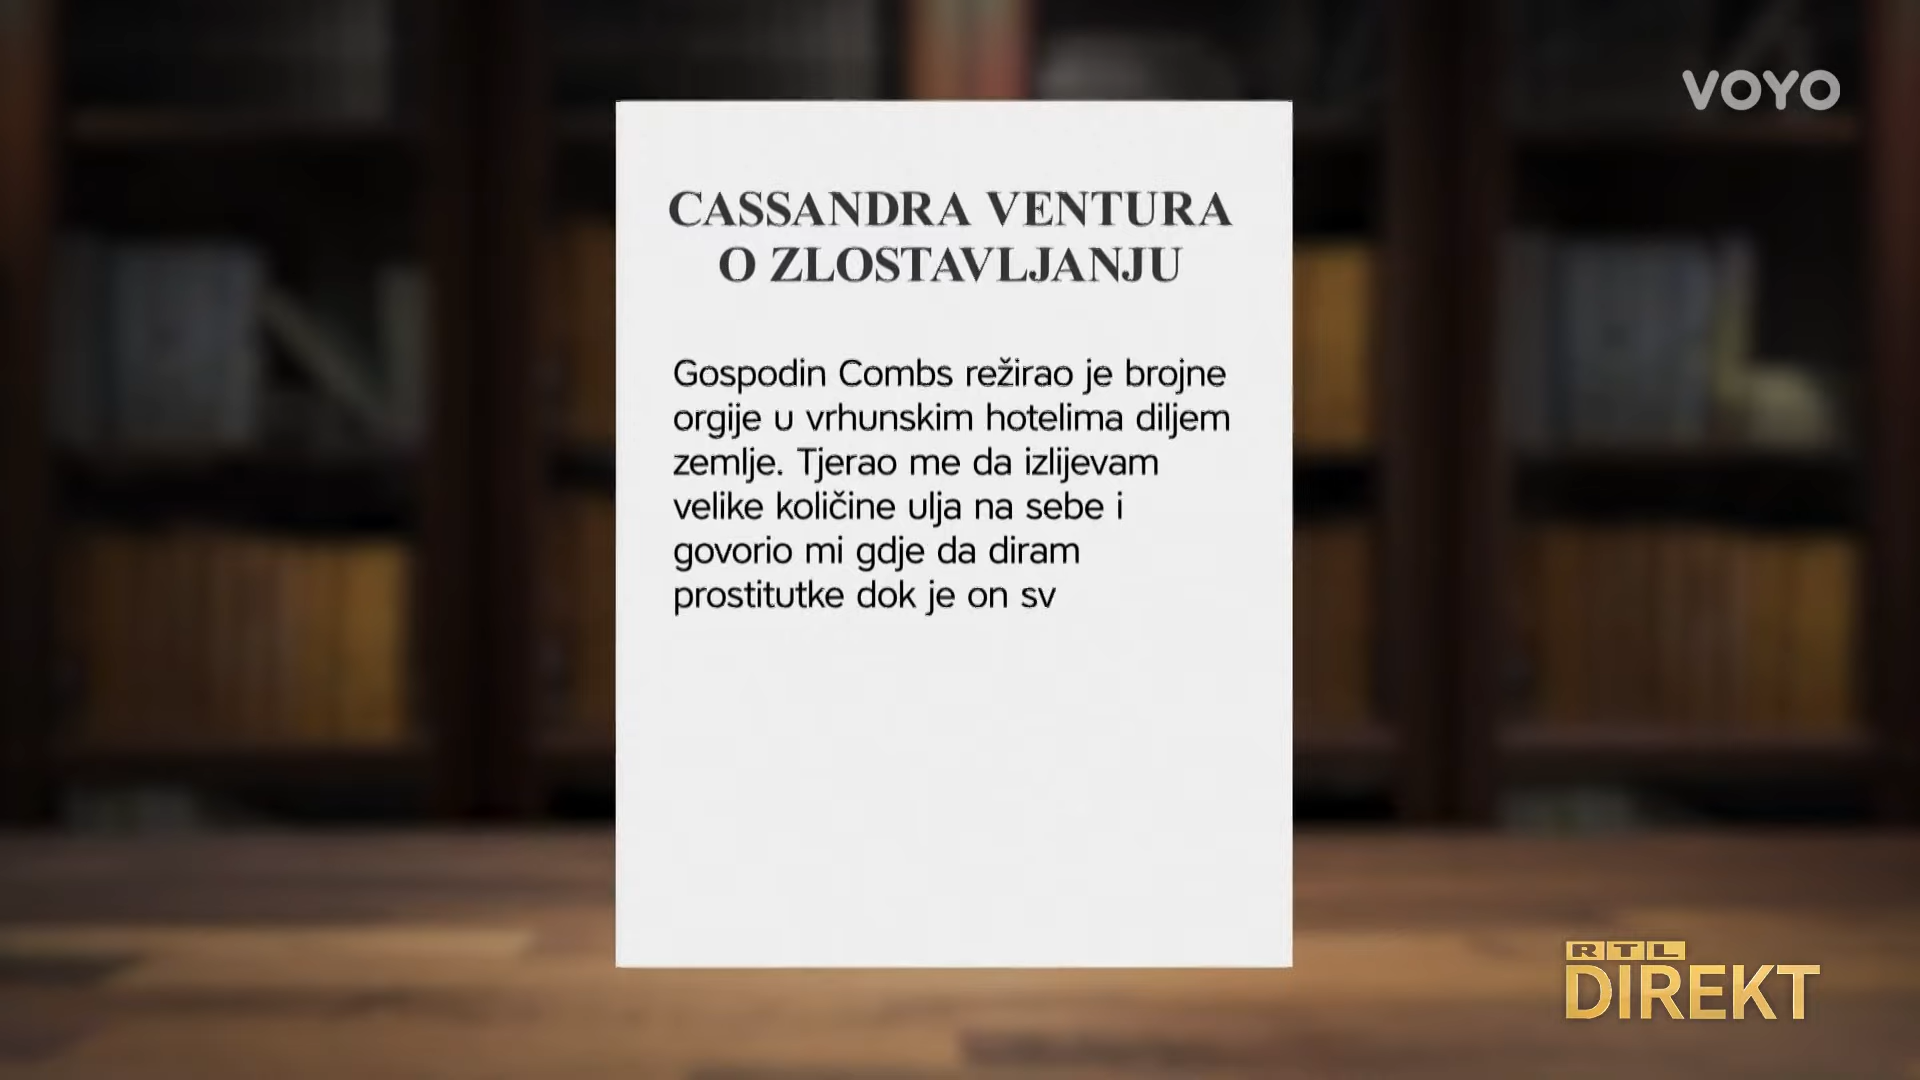 VOYO
CASSANDRA VENTURA
O ZLOSTAVLJANJU
Gospodin Combs režirao je brojne
orgije u vrhunskim hotelima diljem
zemlje. Tjerao me da izlijevam
velike količine ulja na sebe i
govorio mi gdje da diram
prostitutke dok je on sv
RTL
DIREKT